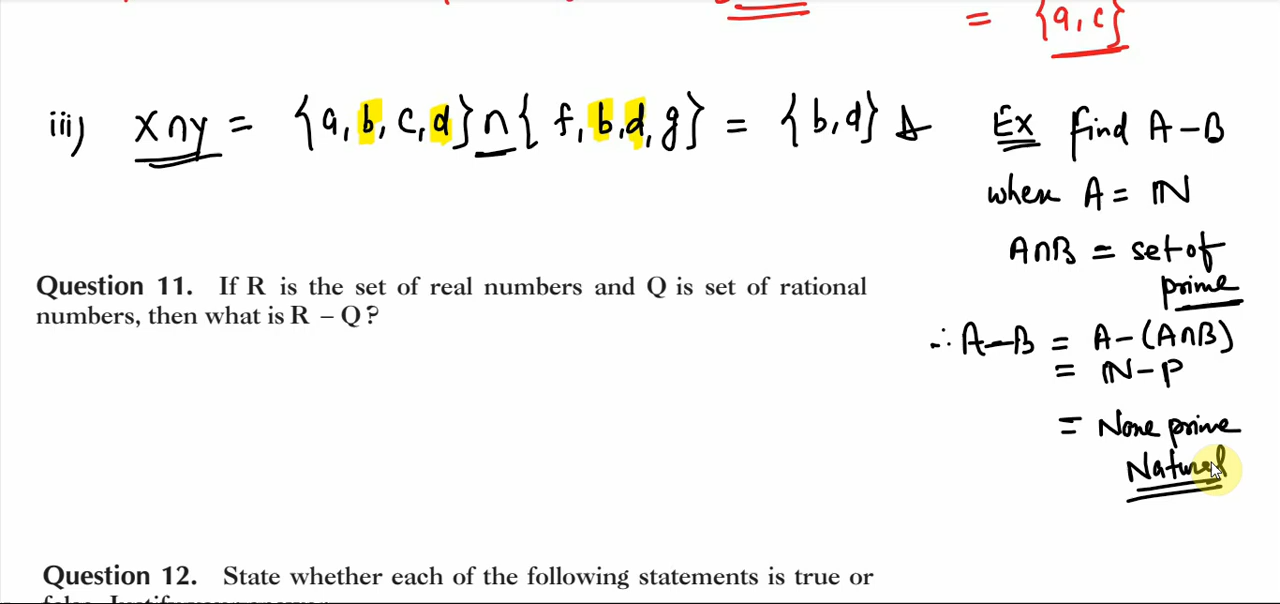 = {a, c}
iii) x ∩ y = {a, b, c, d} ∩ { f, b, d, g} = {b, d}
Ex find A - B
when A = ℕ
A∩B = set of
prime
∴ A - B = A - (A∩B)
= ℕ - P
= None prime
Natural
Question 11. If R is the set of real numbers and Q is set of rational
numbers, then what is R – Q?
Question 12. State whether each of the following statements is true or